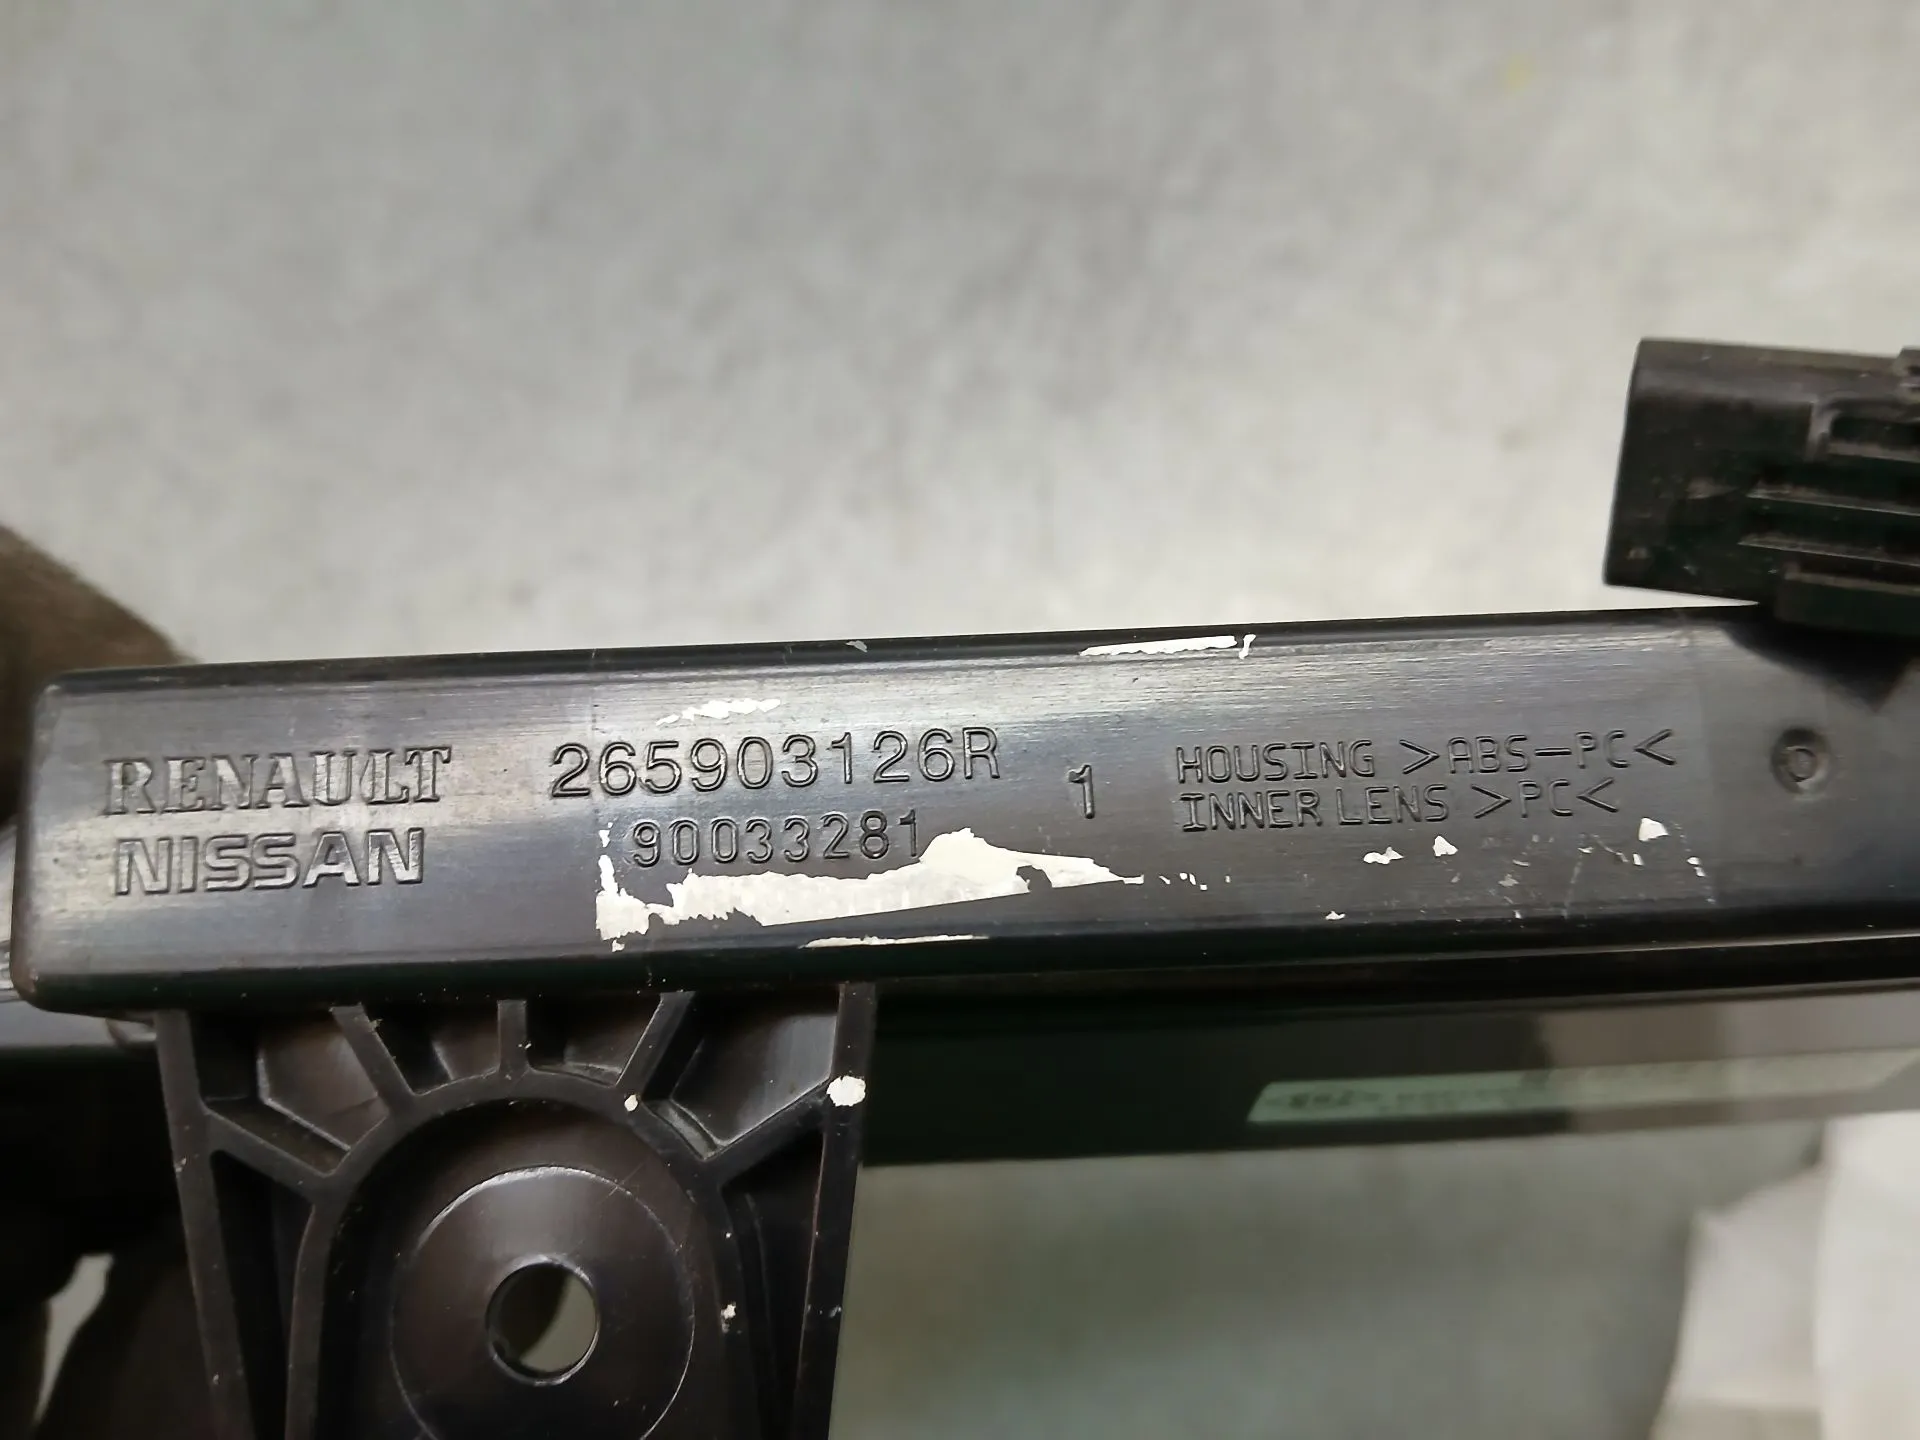 RENAULT
NISSAN
265903126R
90033281
1
HOUSING >ABS-PC<
INNER LENS >PC<